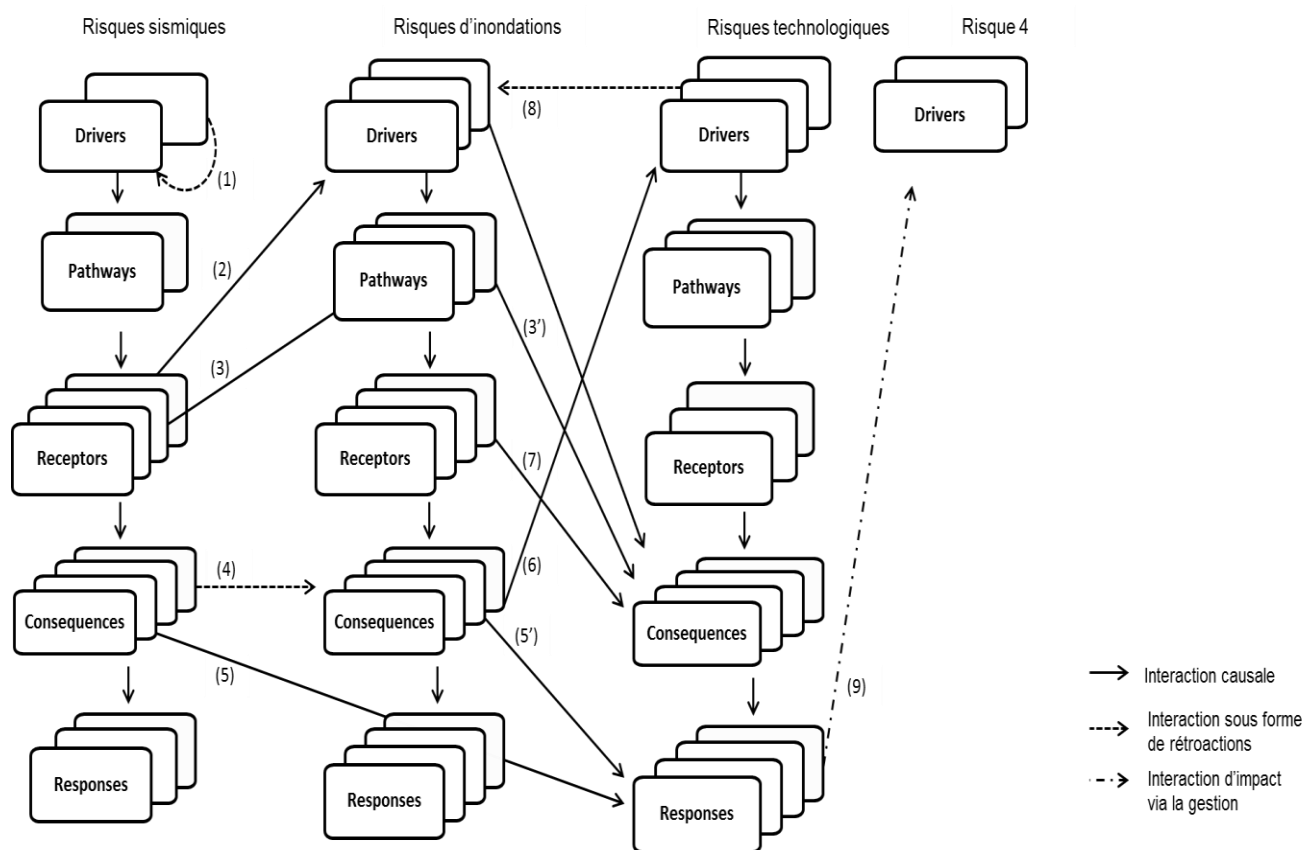 Risques sismiques
Risques d'inondations
Risques technologiques
Risque 4
(8)
Drivers
Drivers
Drivers
Drivers
(1)
Pathways
(2)
Pathways
Pathways
(3)
(3')
Receptors
Receptors
(7)
Receptors
(4)
(6)
Consequences
Consequences
Consequences
(5')
(5)
(9)
Responses
Responses
Responses
Interaction causale
Interaction sous forme
de rétroactions
Interaction d'impact
via la gestion